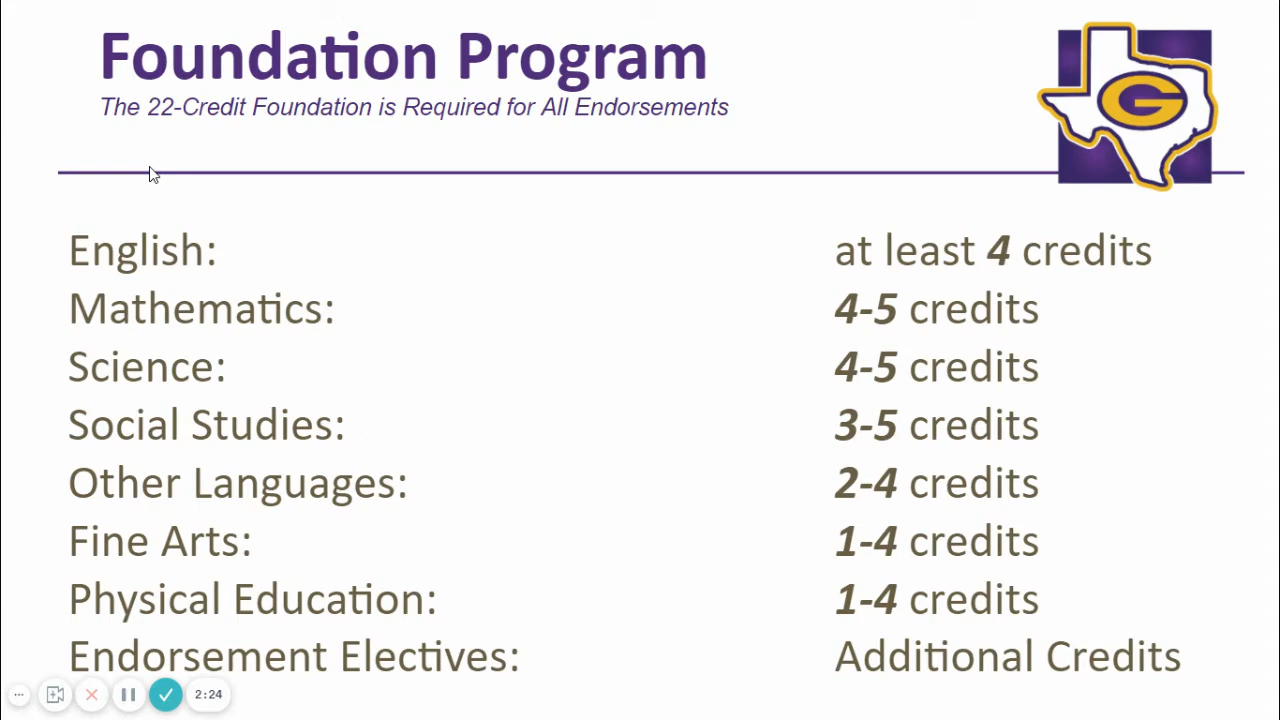 Foundation Program
The 22-Credit Foundation is Required for All Endorsements
G
English: at least 4 credits
Mathematics: 4-5 credits
Science: 4-5 credits
Social Studies: 3-5 credits
Other Languages: 2-4 credits
Fine Arts: 1-4 credits
Physical Education: 1-4 credits
Endorsement Electives: Additional Credits
2:24